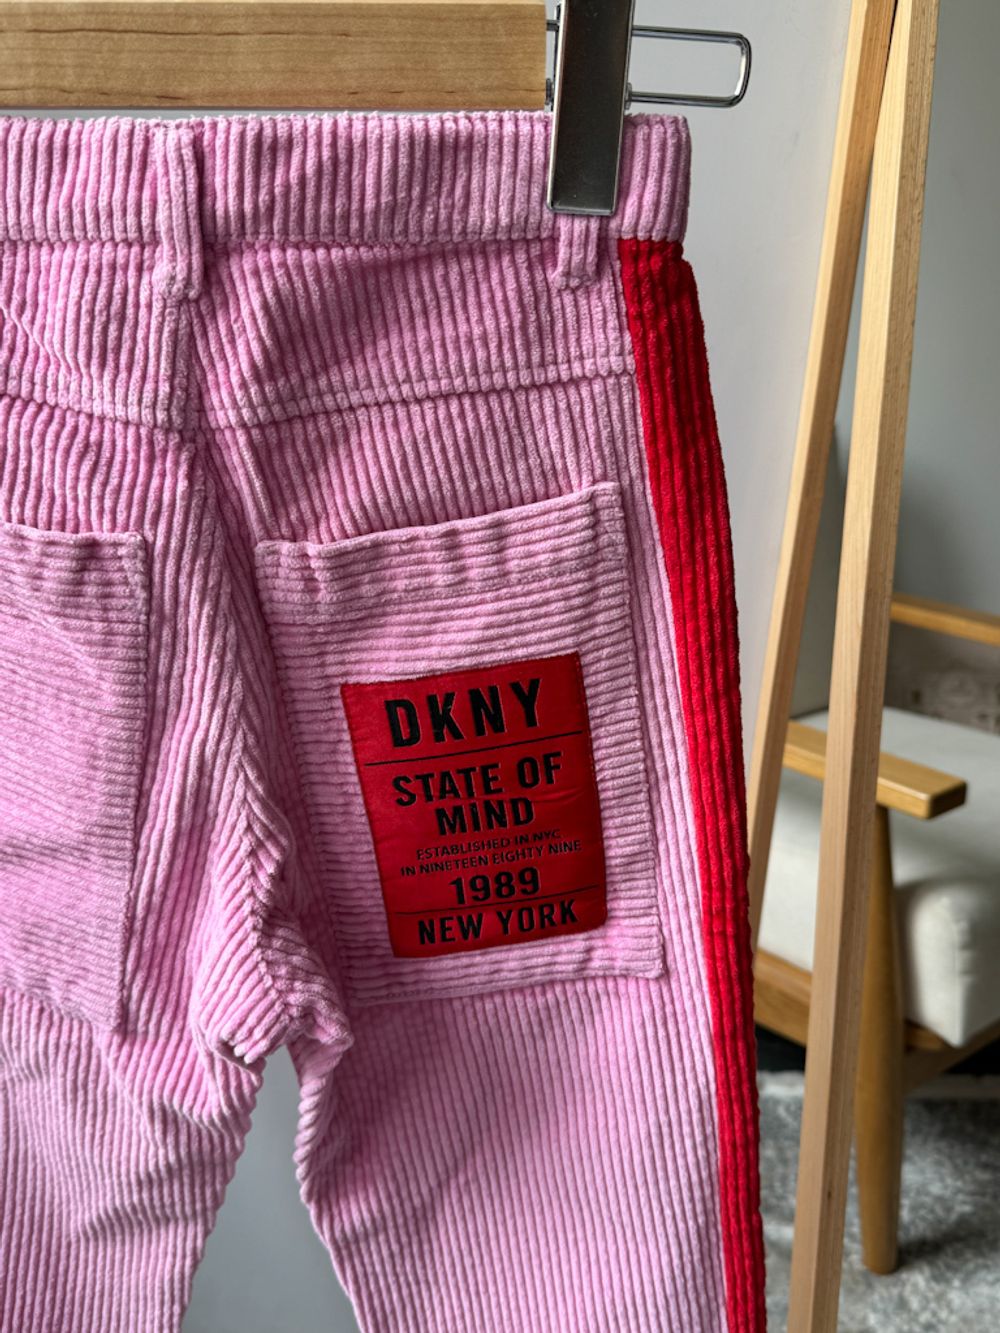 DKNY
STATE OF
MiND
ESTABLISHED IN NYC
IN NINETEEN EIGHTY NINE
1989
NEW YORK